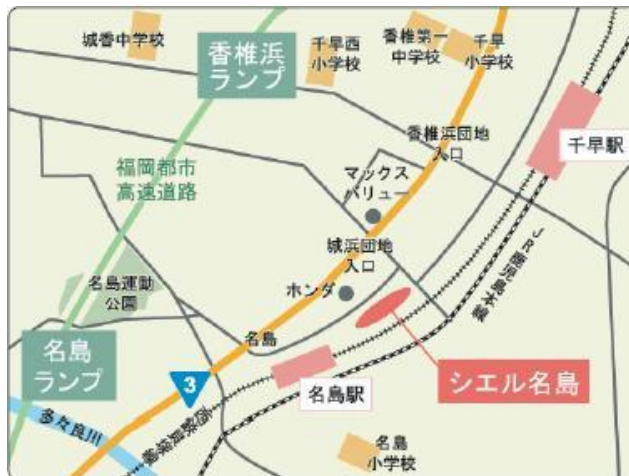 城香中学校
香椎浜
ランプ
千早西
小学校
香椎第一
中学校
千早
小学校
千早駅
香椎浜団地
入口
マックス
バリュー
福岡都市
高速道路
城浜団地
入口
JR鹿児島本線
名島運動
公園
ホンダ
名島
名島
ランプ
3
シエル名島
名島駅
西鉄貝塚線
多々良川
名島
小学校